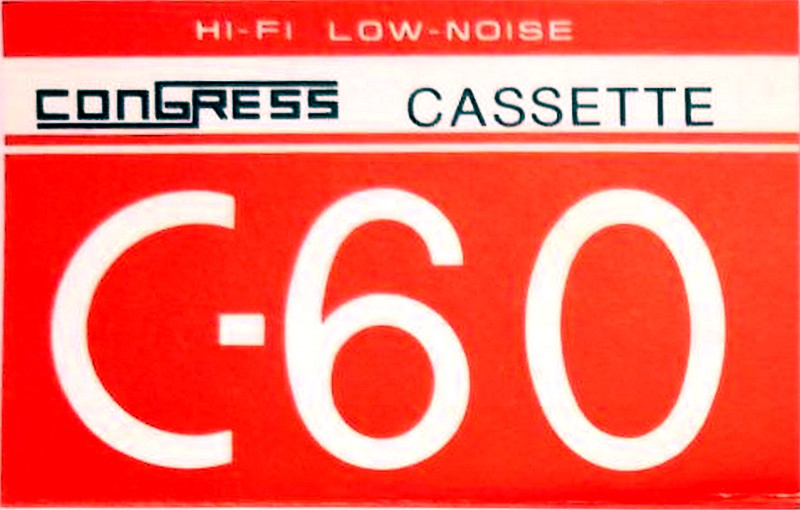 HI-FI LOW-NOISE
CONGRESS CASSETTE
C-60